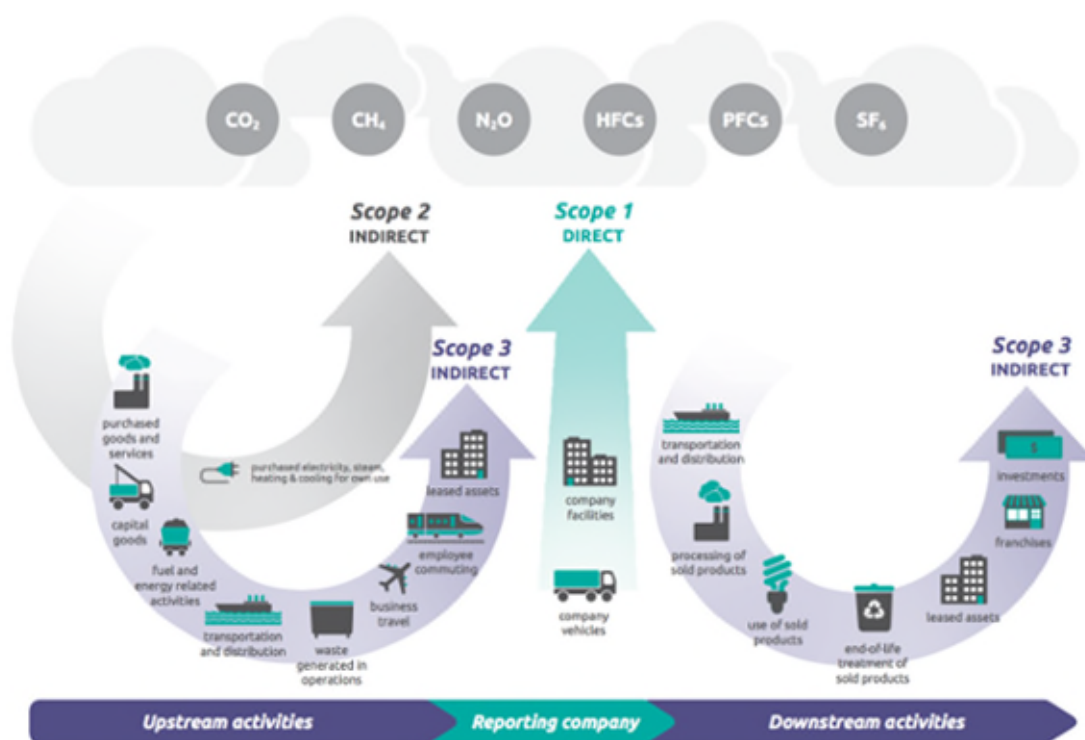 CO₂
CH₄
N₂O
HFCs
PFCs
SF₆
Scope 2
INDIRECT
Scope 1
DIRECT
Scope 3
INDIRECT
Scope 3
INDIRECT
purchased
goods and
services
capital
goods
fuel and
energy related
activities
transportation
and distribution
waste
generated in
operations
business
travel
employee
commuting
leased assets
purchased electricity, steam,
heating & cooling for own use
company
facilities
company
vehicles
transportation
and distribution
processing of
sold products
use of sold
products
end-of-life
treatment of
sold products
leased assets
franchises
investments
$
Upstream activities
Reporting company
Downstream activities